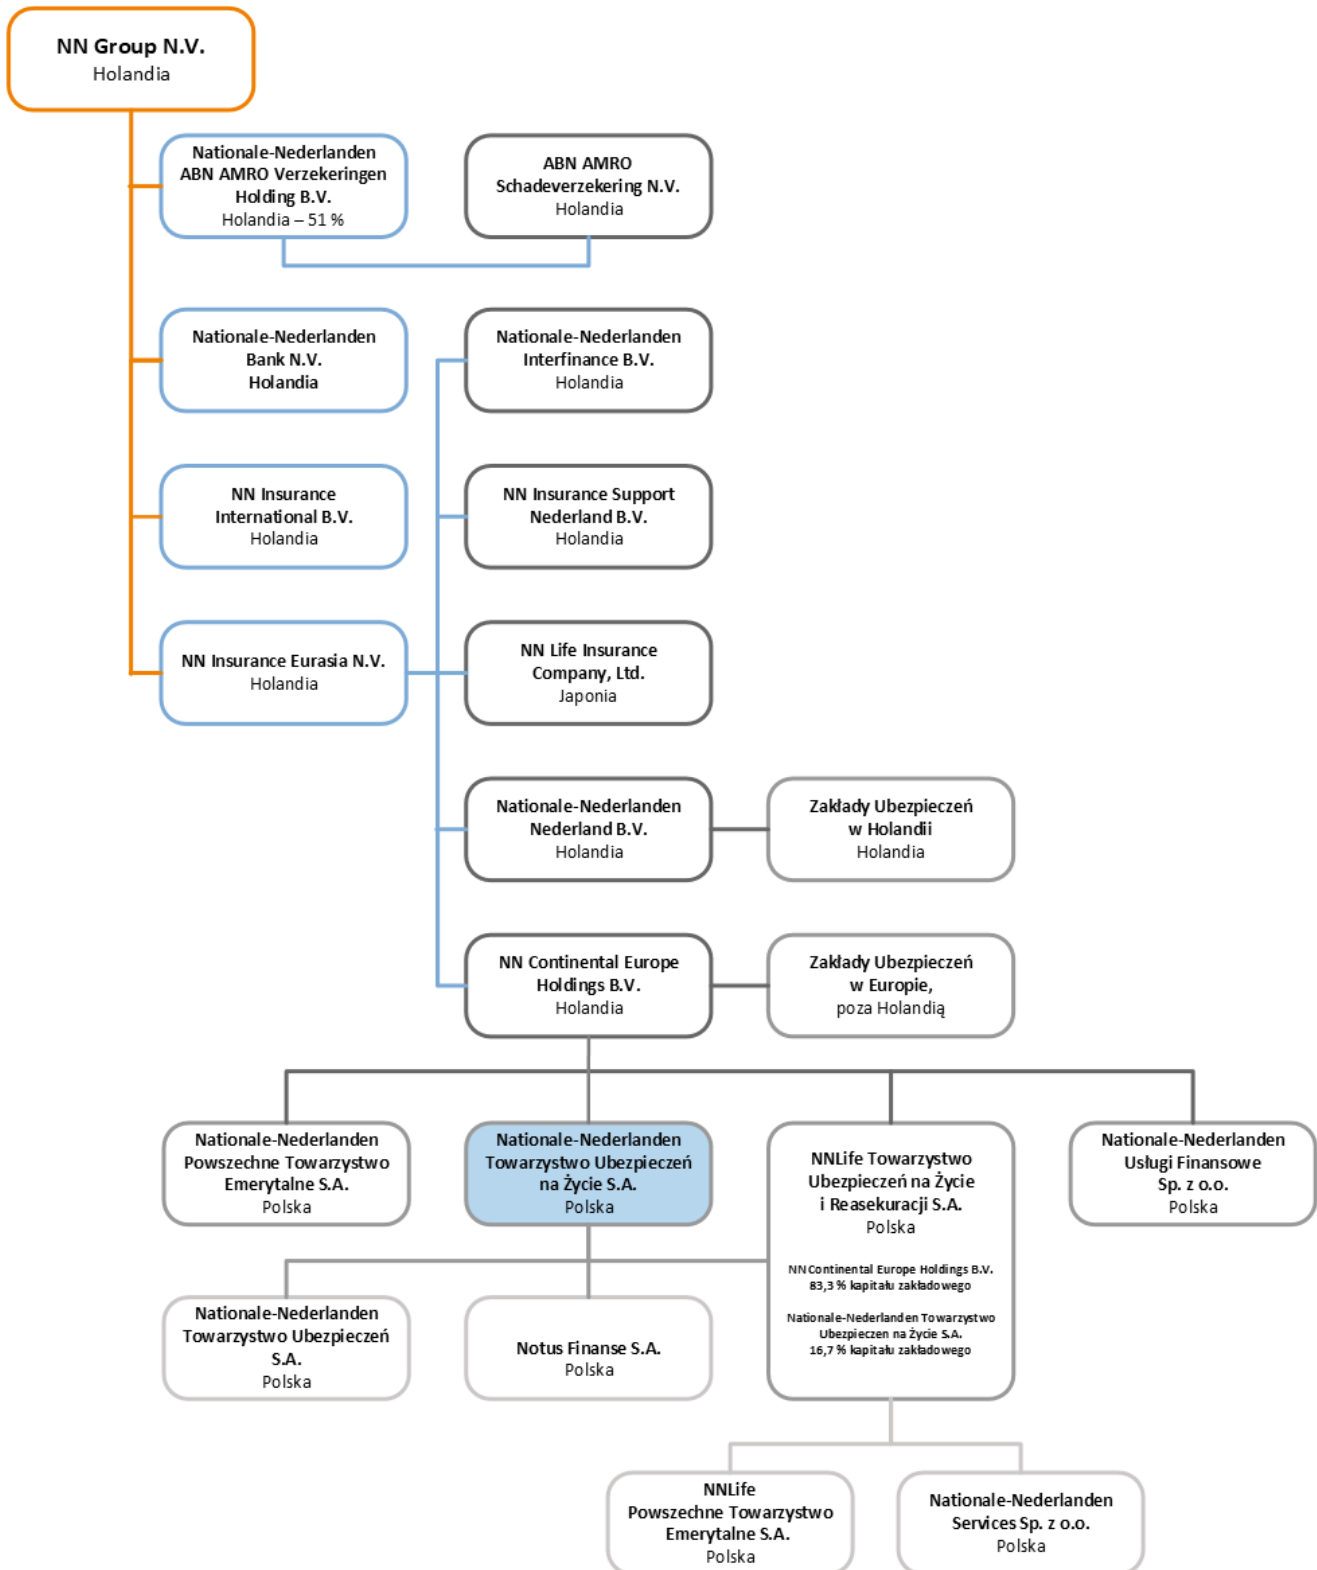 NN Group N.V.
Holandia
Nationale-Nederlanden
ABN AMRO Verzekeringen
Holding B.V.
Holandia – 51 %
ABN AMRO
Schadeverzekering N.V.
Holandia
Nationale-Nederlanden
Bank N.V.
Holandia
Nationale-Nederlanden
Interfinance B.V.
Holandia
NN Insurance
International B.V.
Holandia
NN Insurance Support
Nederland B.V.
Holandia
NN Insurance Eurasia N.V.
Holandia
NN Life Insurance
Company, Ltd.
Japonia
Nationale-Nederlanden
Nederland B.V.
Holandia
Zakłady Ubezpieczeń
w Holandii
Holandia
NN Continental Europe
Holdings B.V.
Holandia
Zakłady Ubezpieczeń
w Europie,
poza Holandią
Nationale-Nederlanden
Powszechne Towarzystwo
Emerytalne S.A.
Polska
Nationale-Nederlanden
Towarzystwo Ubezpieczeń
na Życie S.A.
Polska
NNLife Towarzystwo
Ubezpieczeń na Życie
i Reasekuracji S.A.
Polska
NN Continental Europe Holdings B.V.
83,3 % kapitału zakładowego
Nationale-Nederlanden Towarzystwo
Ubezpieczen na Życie S.A.
16,7 % kapitału zakładowego
Nationale-Nederlanden
Usługi Finansowe
Sp. z o.o.
Polska
Nationale-Nederlanden
Towarzystwo Ubezpieczeń
S.A.
Polska
Notus Finanse S.A.
Polska
NNLife
Powszechne Towarzystwo
Emerytalne S.A.
Polska
Nationale-Nederlanden
Services Sp. z o.o.
Polska